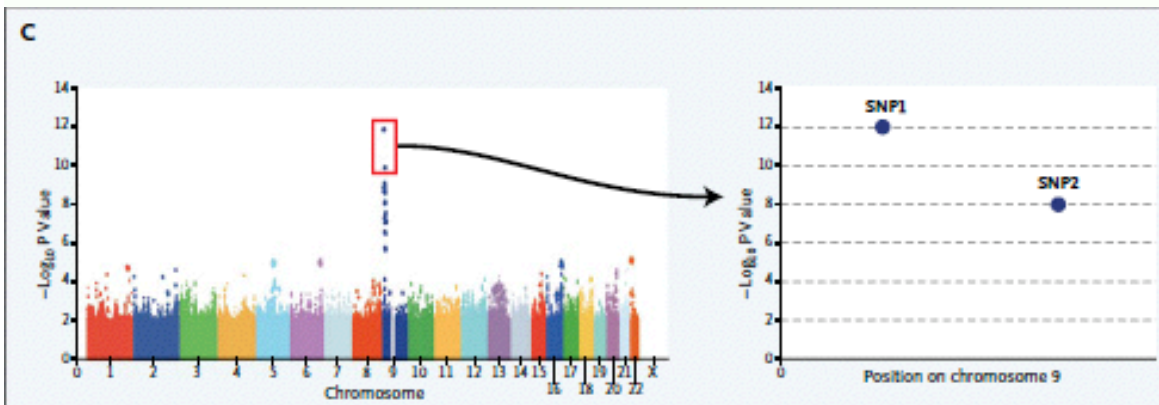 C
14
12
10
8
6
4
2
0
−Log10 P Value
0 1 2 3 4 5 6 7 8 9 10 11 12 13 14 15 17 19 21 X
16 18 20 22
Chromosome
14
12
10
8
6
4
2
0
−Log10 P Value
SNP1
SNP2
0
Position on chromosome 9